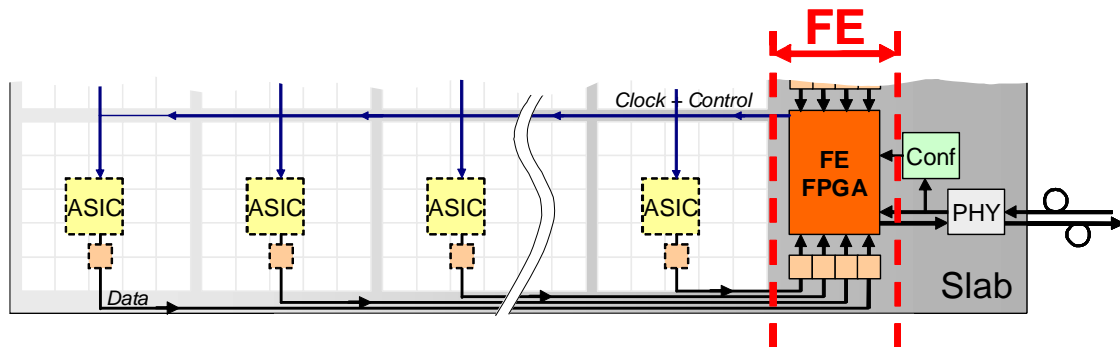 FE
Clock – Control
FE
FPGA
Conf
ASIC
ASIC
ASIC
ASIC
PHY
Data
Slab